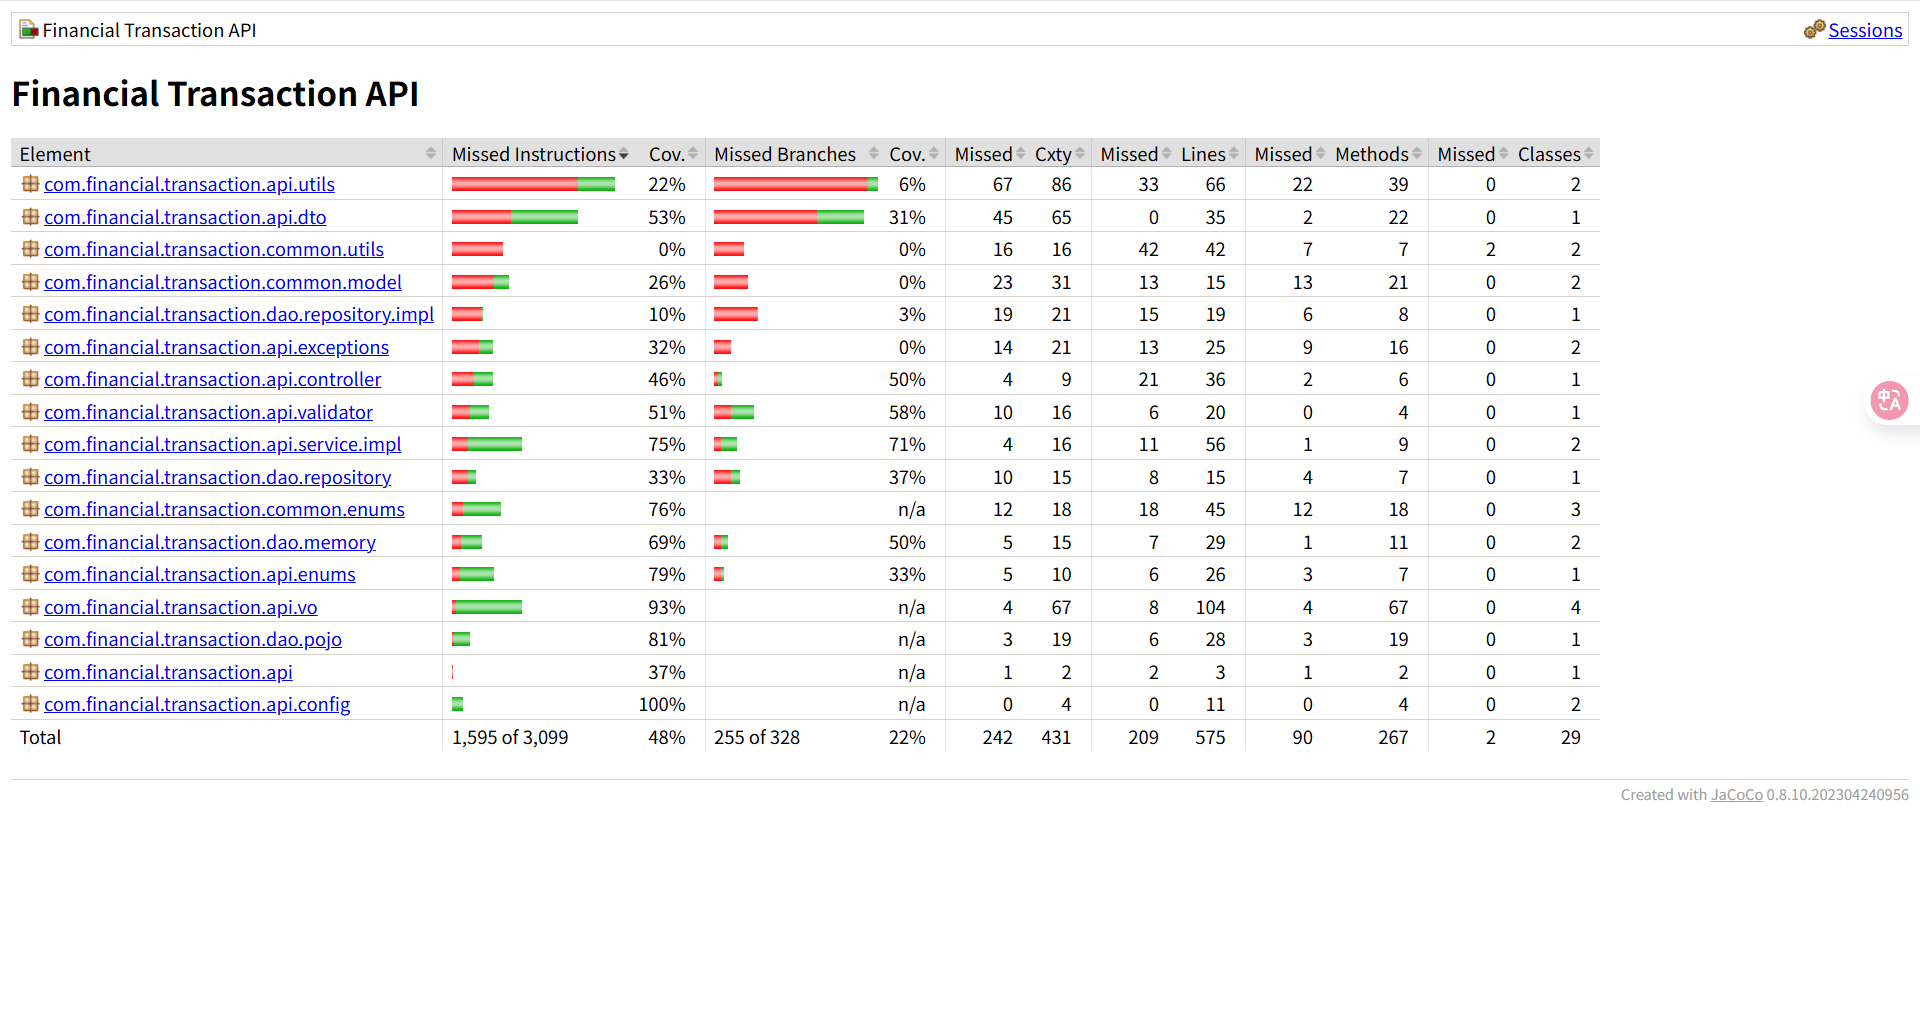 Financial Transaction API Sessions
Financial Transaction API
Element Missed Instructions Cov. Missed Branches Cov. Missed Cxty Missed Lines Missed Methods Missed Classes
com.financial.transaction.api.utils 22% 6% 67 86 33 66 22 39 0 2
com.financial.transaction.api.dto 53% 31% 45 65 0 35 2 22 0 1
com.financial.transaction.common.utils 0% 0% 16 16 42 42 7 7 2 2
com.financial.transaction.common.model 26% 0% 23 31 13 15 13 21 0 2
com.financial.transaction.dao.repository.impl 10% 3% 19 21 15 19 6 8 0 1
com.financial.transaction.api.exceptions 32% 0% 14 21 13 25 9 16 0 2
com.financial.transaction.api.controller 46% 50% 4 9 21 36 2 6 0 1
com.financial.transaction.api.validator 51% 58% 10 16 6 20 0 4 0 1
com.financial.transaction.api.service.impl 75% 71% 4 16 11 56 1 9 0 2
com.financial.transaction.dao.repository 33% 37% 10 15 8 15 4 7 0 1
com.financial.transaction.common.enums 76% n/a 12 18 18 45 12 18 0 3
com.financial.transaction.dao.memory 69% 50% 5 15 7 29 1 11 0 2
com.financial.transaction.api.enums 79% 33% 5 10 6 26 3 7 0 1
com.financial.transaction.api.vo 93% n/a 4 67 8 104 4 67 0 4
com.financial.transaction.dao.pojo 81% n/a 3 19 6 28 3 19 0 1
com.financial.transaction.api 37% n/a 1 2 2 3 1 2 0 1
com.financial.transaction.api.config 100% n/a 0 4 0 11 0 4 0 2
Total 1,595 of 3,099 48% 255 of 328 22% 242 431 209 575 90 267 2 29
Created with JaCoCo 0.8.10.202304240956
中A